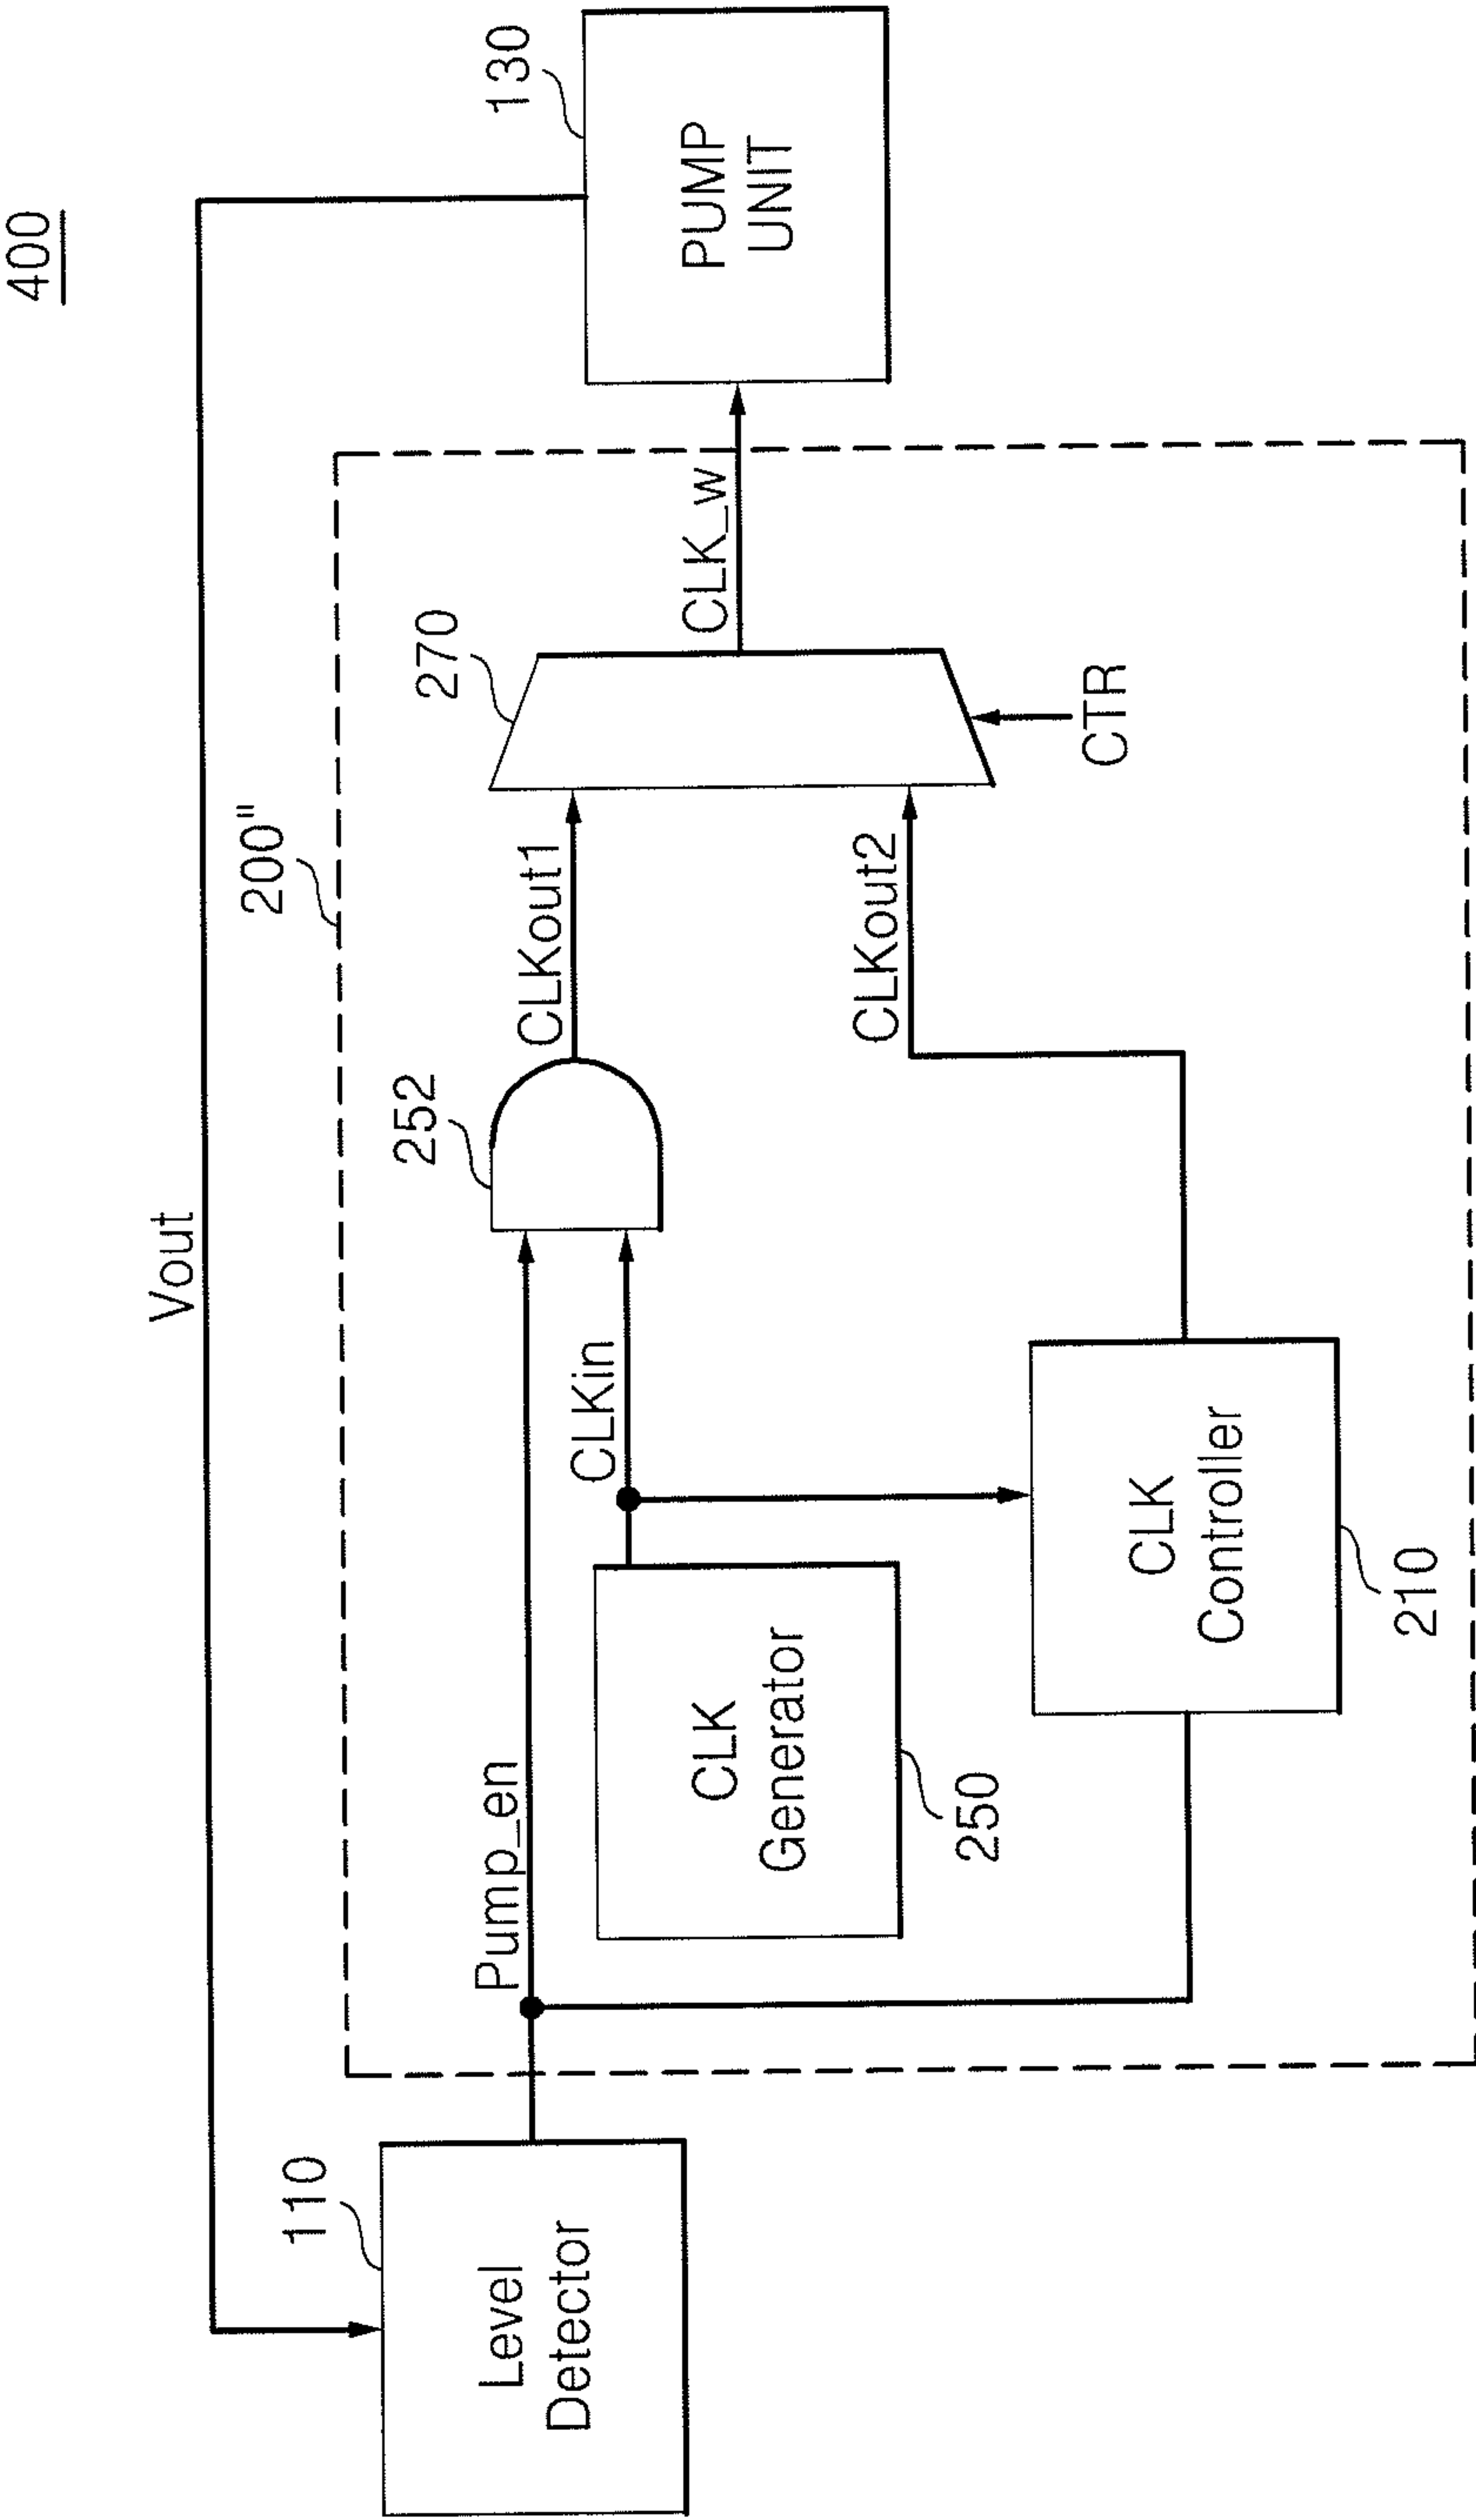 400
Vout
110
Level
Detector
200"
Pump_en
CLK
Generator
250
CLKin
252
CLKout1
CLK
Controller
210
CLKout2
270
CTR
CLK_w
130
PUMP
UNIT